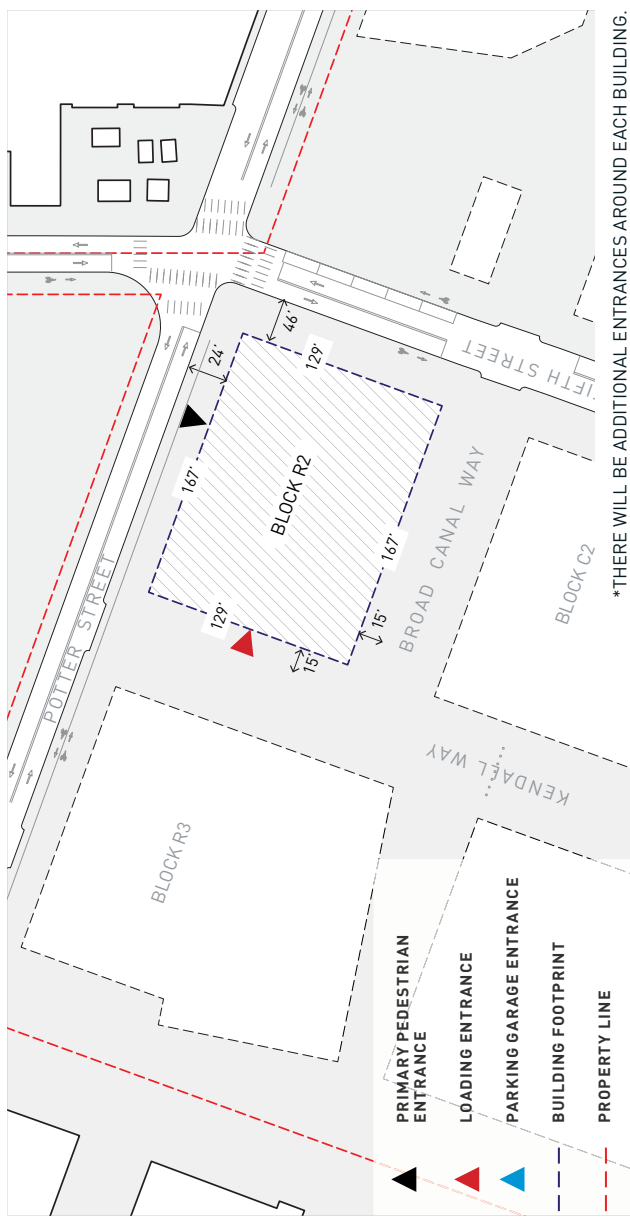 POTTER STREET
24'
46'
129'
167'
BLOCK R2
129'
167'
15'
15'
BLOCK R3
BROAD CANAL WAY
KENDALL WAY
BLOCK C2
FIFTH STREET
PRIMARY PEDESTRIAN
ENTRANCE
LOADING ENTRANCE
PARKING GARAGE ENTRANCE
BUILDING FOOTPRINT
PROPERTY LINE
*THERE WILL BE ADDITIONAL ENTRANCES AROUND EACH BUILDING.